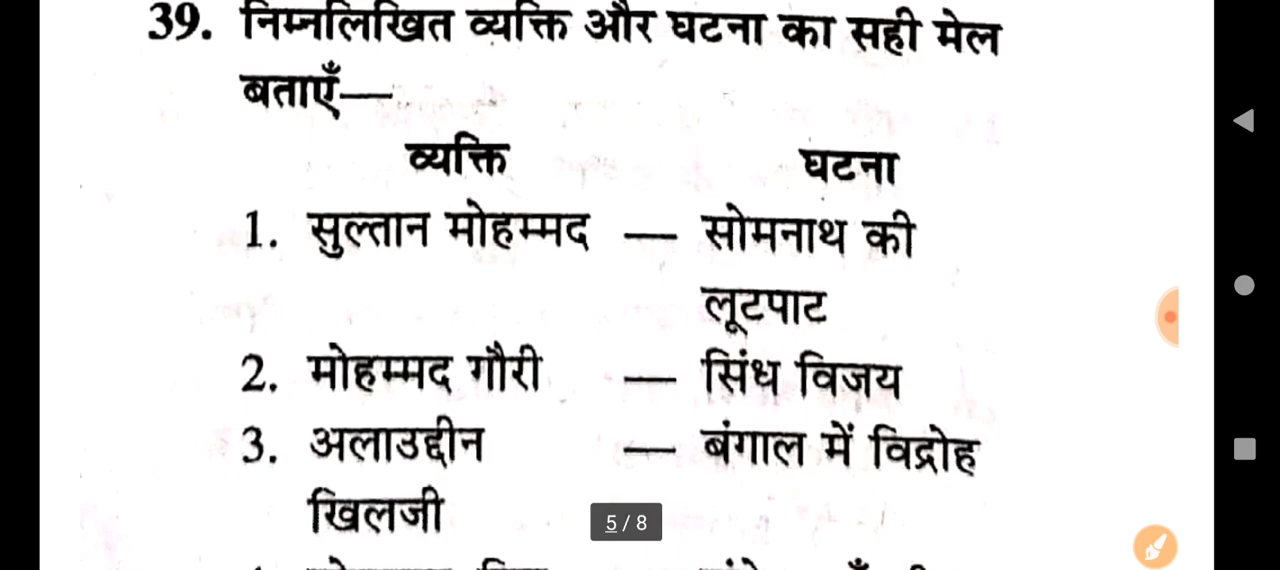 39. निम्नलिखित व्यक्ति और घटना का सही मेल
बताएँ—
व्यक्ति घटना
1. सुल्तान मोहम्मद — सोमनाथ की
लूटपाट
2. मोहम्मद गौरी — सिंध विजय
3. अलाउद्दीन — बंगाल में विद्रोह
खिलजी
5 / 8